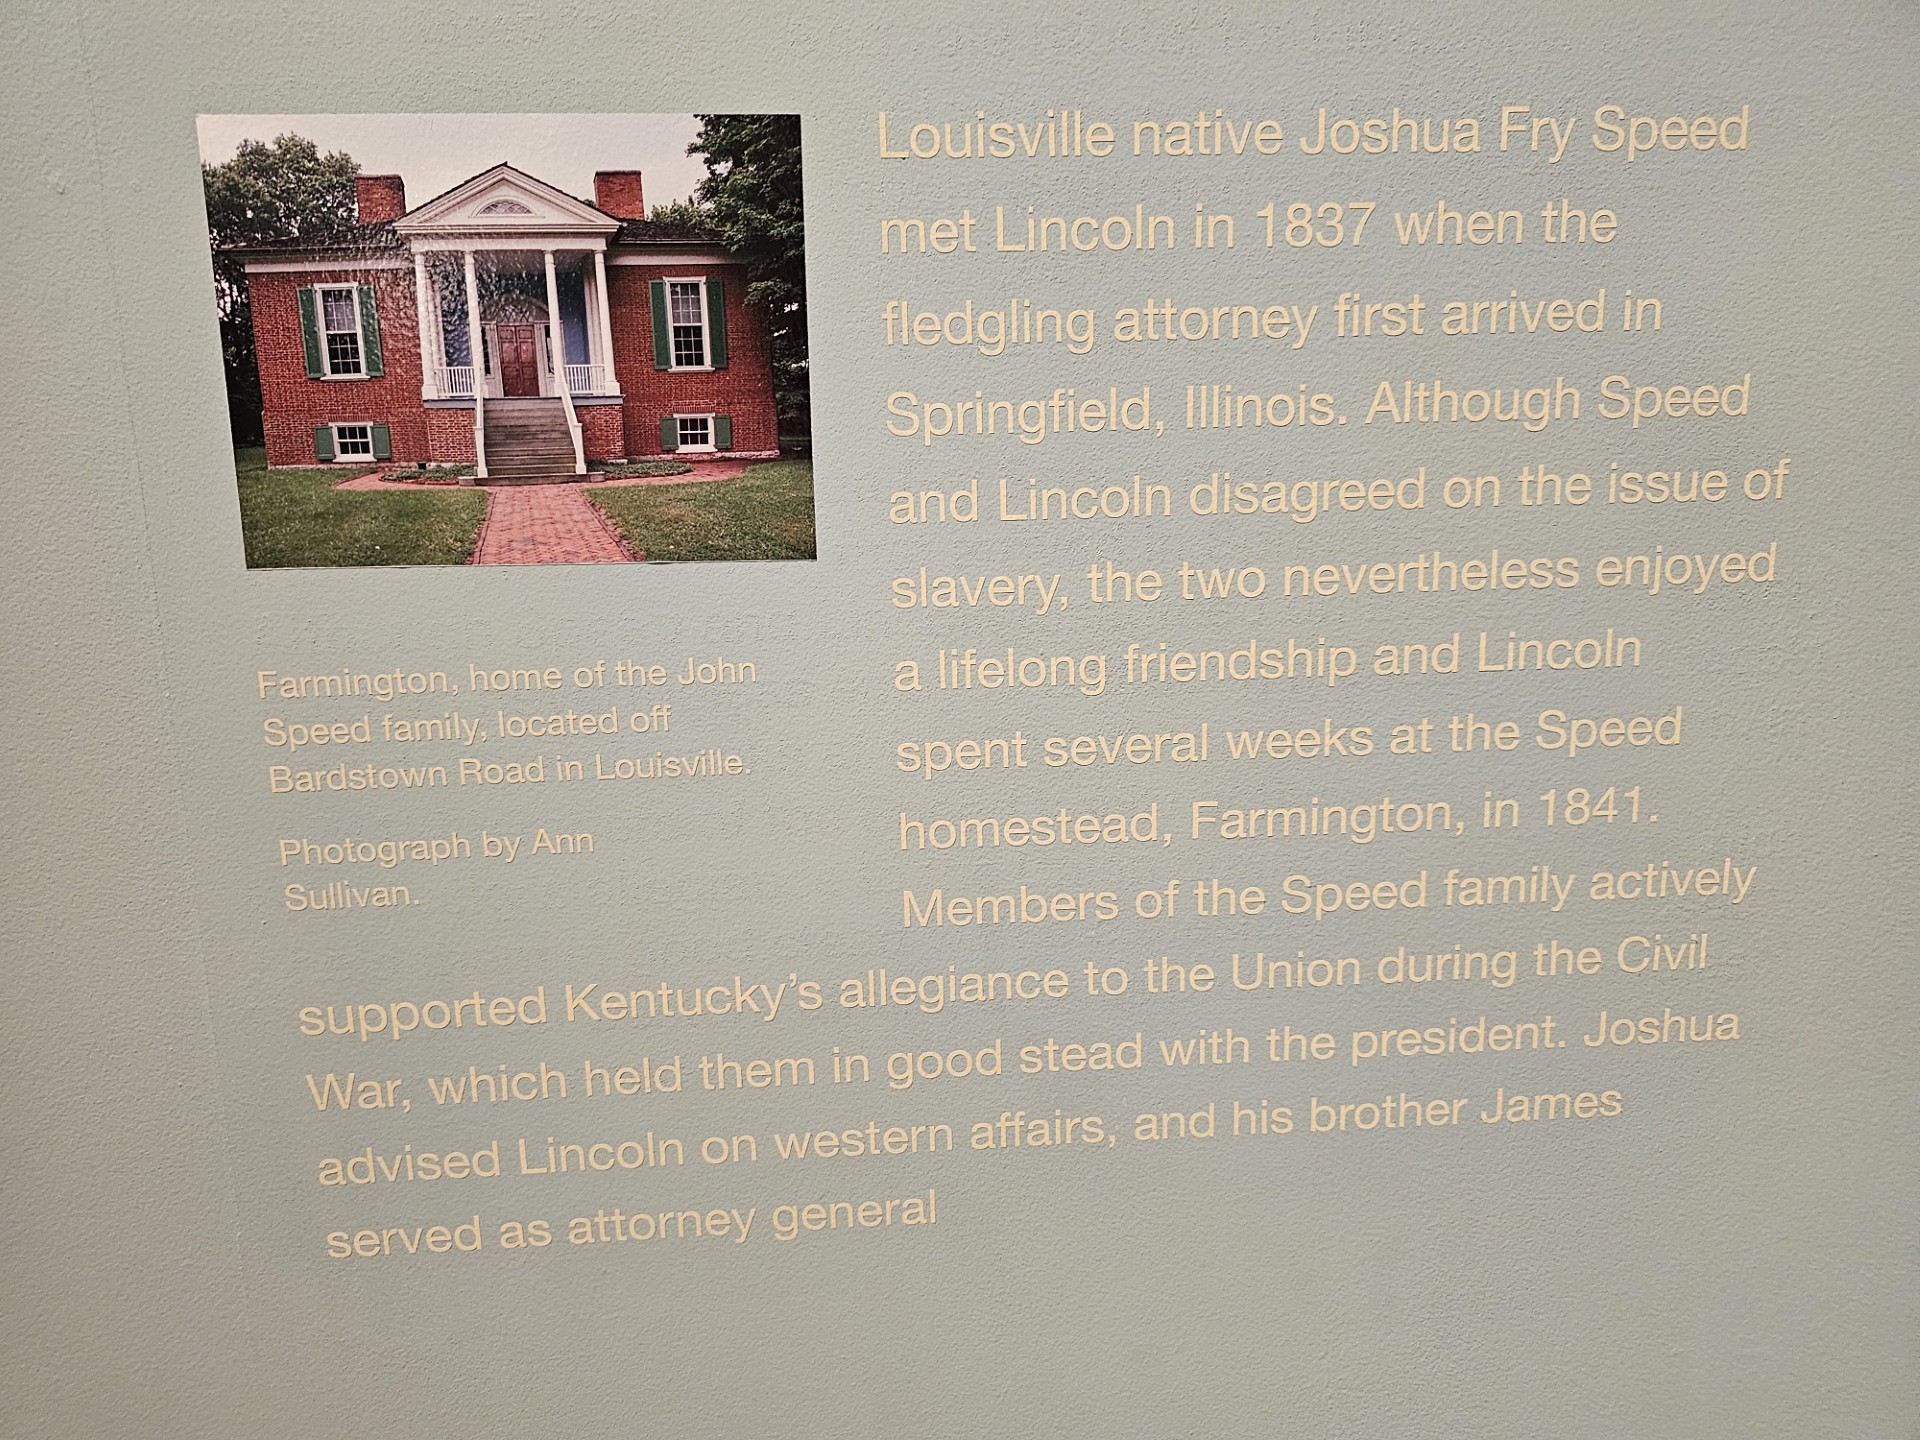 Louisville native Joshua Fry Speed
met Lincoln in 1837 when the
fledgling attorney first arrived in
Springfield, Illinois. Although Speed
and Lincoln disagreed on the issue of
slavery, the two nevertheless enjoyed
a lifelong friendship and Lincoln
spent several weeks at the Speed
homestead, Farmington, in 1841.
Members of the Speed family actively
supported Kentucky’s allegiance to the Union during the Civil
War, which held them in good stead with the president. Joshua
advised Lincoln on western affairs, and his brother James
served as attorney general
Farmington, home of the John
Speed family, located off
Bardstown Road in Louisville.
Photograph by Ann
Sullivan.